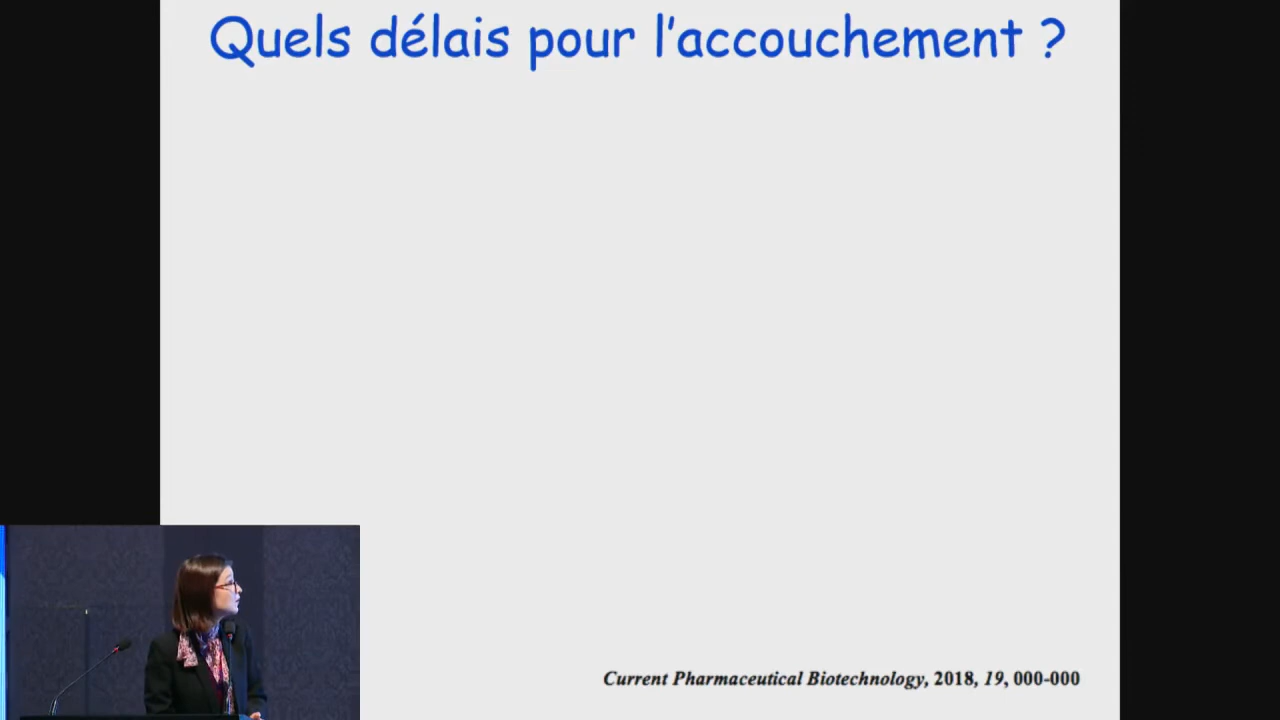 Quels délais pour l'accouchement ?
Current Pharmaceutical Biotechnology, 2018, 19, 000-000